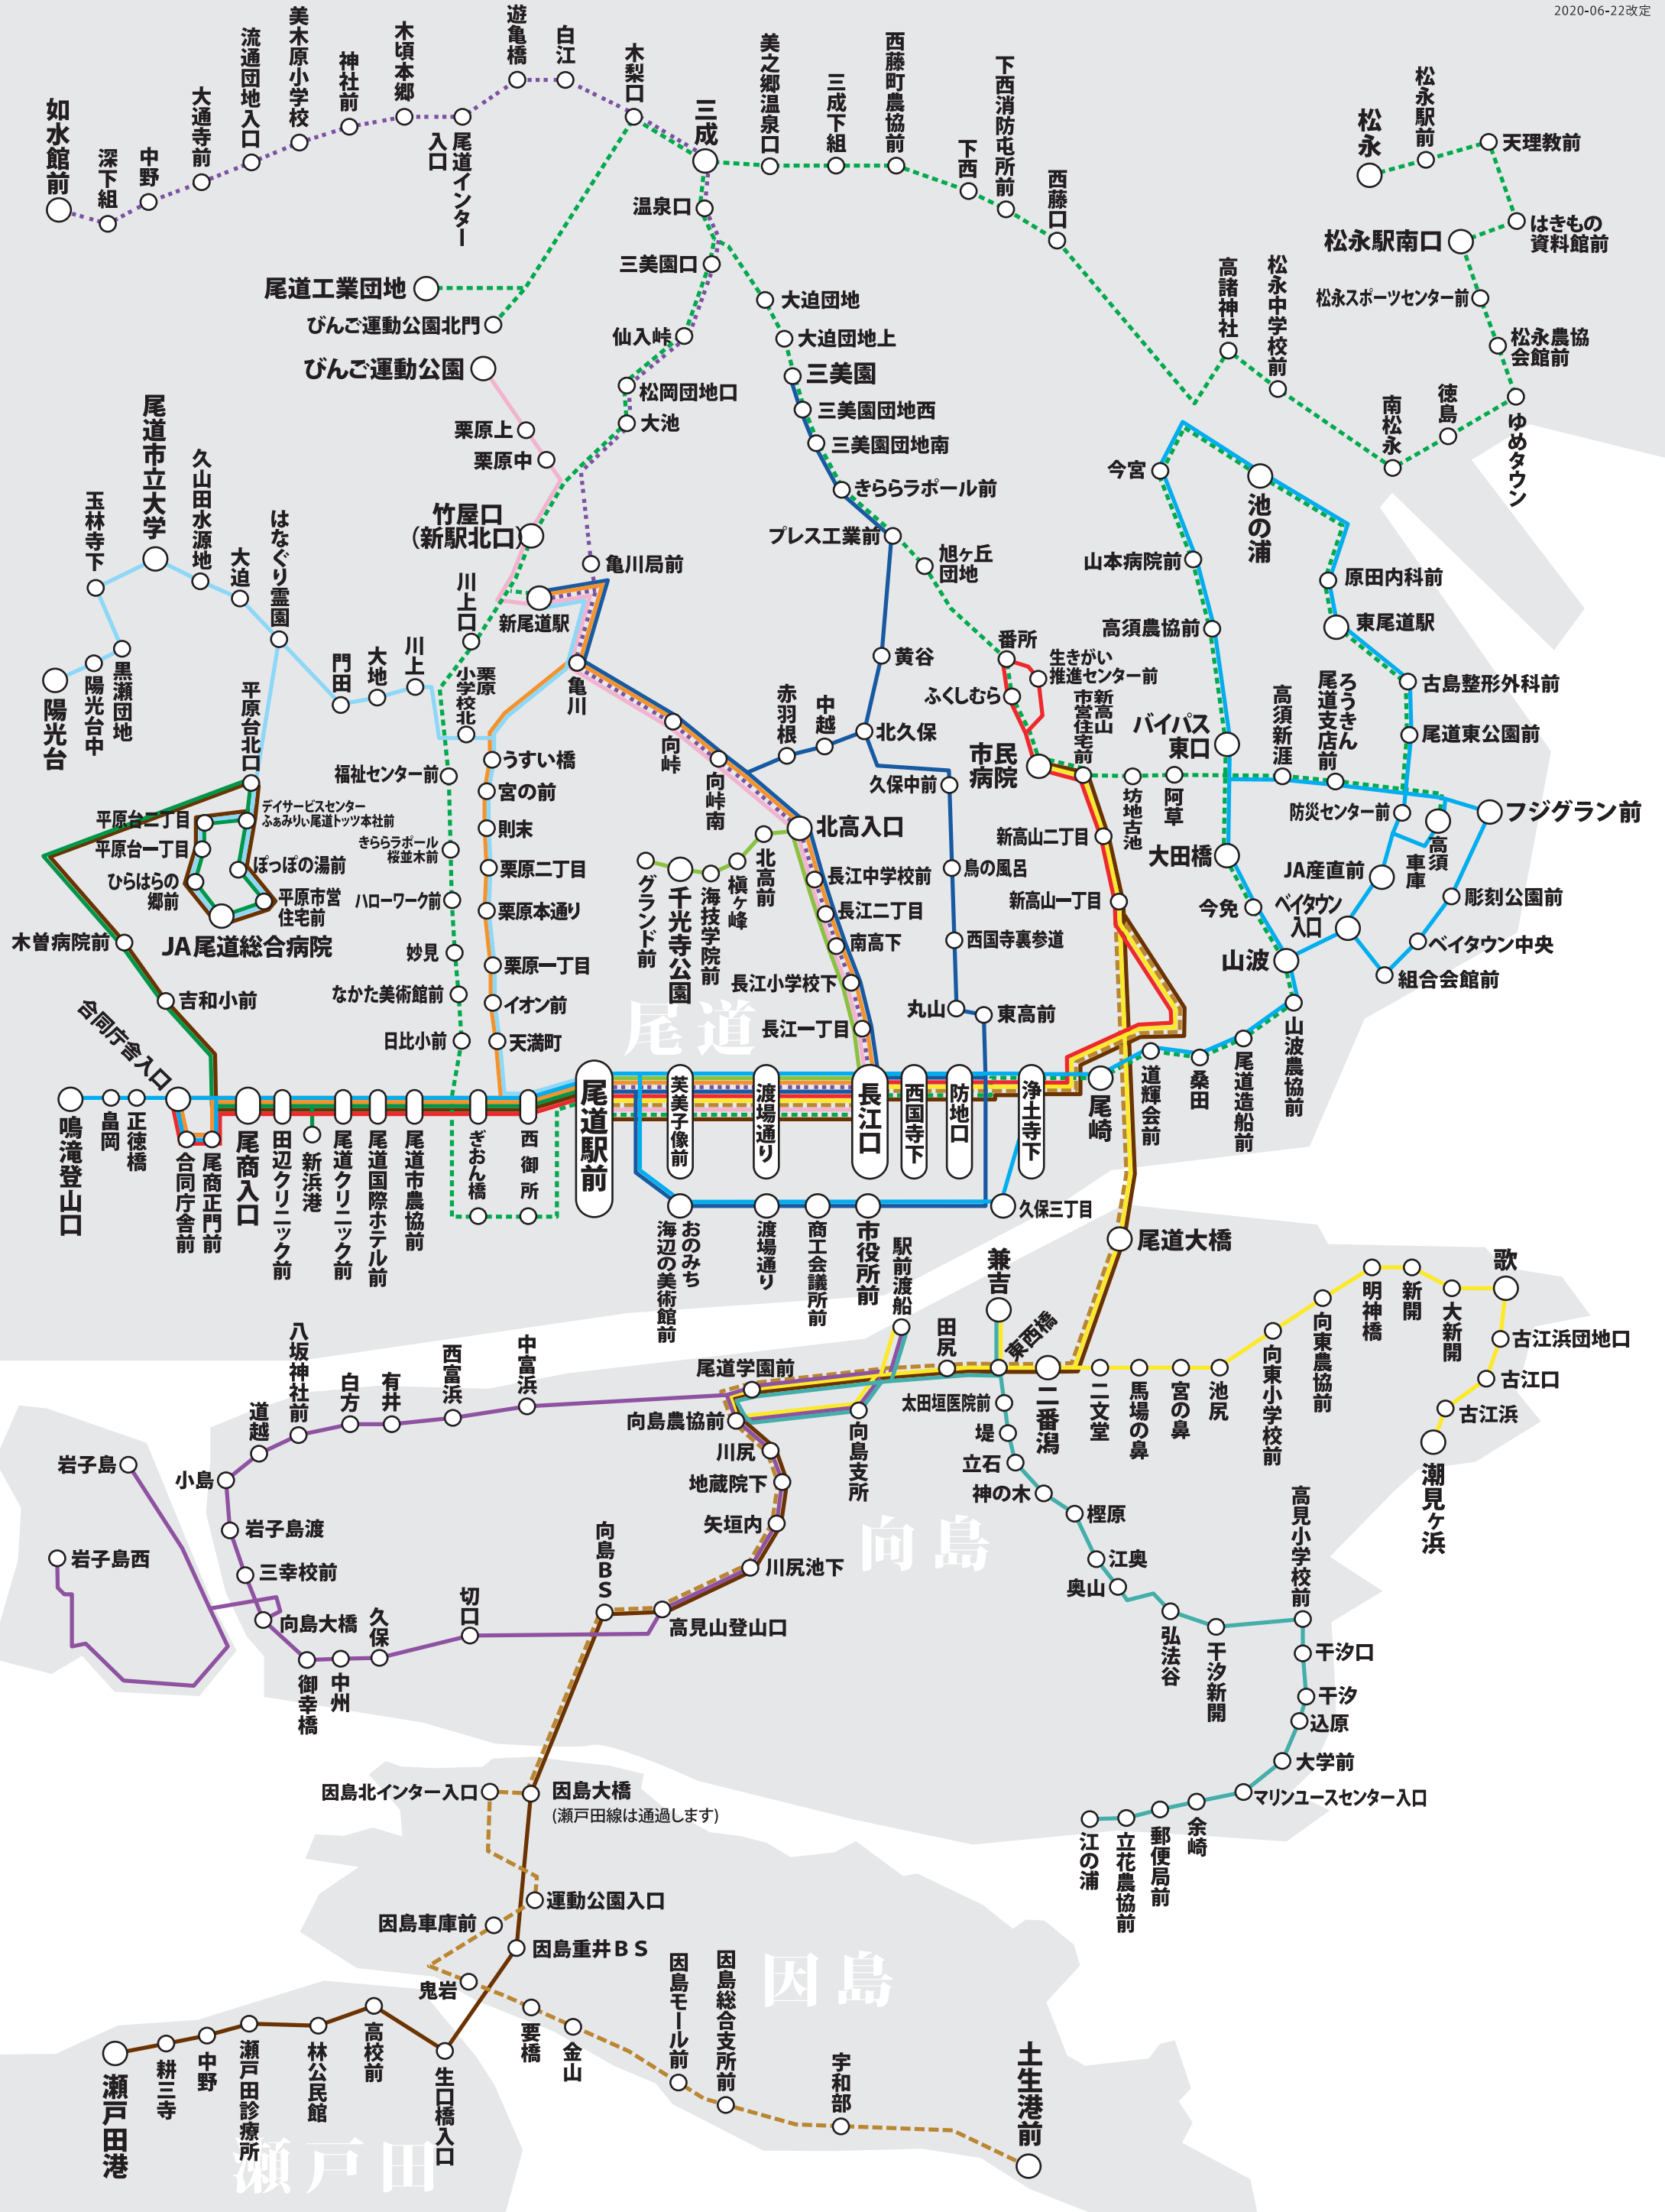 2020-06-22改定
如水館前
深下組
中野
大通寺前
流通団地入口
美木原小学校
神社前
木頃本郷
尾道インター
入口
遊亀橋
白江
木梨口
三成
美之郷温泉口
三成下組
西藤町農協前
下西
下西消防屯所前
西藤口
松永
松永駅前
天理教前
はきもの
資料館前
松永駅南口
松永スポーツセンター前
松永農協
会館前
ゆめタウン
徳島
南松永
松永中学校前
高諸神社
温泉口
三美園口
尾道工業団地
びんご運動公園北門
びんご運動公園
仙入峠
松岡団地口
大池
大迫団地
大迫団地上
三美園
三美園団地西
三美園団地南
きららラポール前
プレス工業前
旭ヶ丘
団地
栗原上
栗原中
竹屋口
(新駅北口)
亀川局前
新尾道駅
川上口
亀川
尾道市立大学
久山田水源地
玉林寺下
大迫
はなぐり霊園
黒瀬団地
陽光台中
陽光台
門田
大地
川上
栗原
小学校北
平原台北口
うすい橋
福祉センター前
宮の前
則末
きららラポール
桜並木前
栗原二丁目
ハローワーク前
栗原本通り
妙見
栗原一丁目
なかた美術館前
イオン前
日比小前
天満町
デイサービスセンター
ふぁみりぃ尾道トッツ本社前
平原台二丁目
平原台一丁目
ひらはらの
郷前
ぽっぽの湯前
平原市営
住宅前
JA尾道総合病院
木曽病院前
吉和小前
合同庁舎入口
向峠
向峠南
赤羽根
中越
北久保
黄谷
久保中前
北高入口
北高前
槇ヶ峰
海技学院前
千光寺公園
グランド前
長江中学校前
長江二丁目
南高下
長江小学校下
長江一丁目
鳥の風呂
西国寺裏参道
丸山
東高前
番所
生きがい
推進センター前
ふくしむら
市民
病院
新高山
市営住宅前
坊地古池
阿草
新高山二丁目
新高山一丁目
今宮
池の浦
山本病院前
原田内科前
高須農協前
東尾道駅
バイパス
東口
高須新涯
ろうきん
尾道支店前
古島整形外科前
尾道東公園前
防災センター前
高須
車庫
フジグラン前
大田橋
JA産直前
今免
ベイタウン
入口
彫刻公園前
ベイタウン中央
組合会館前
山波
山波農協前
尾道造船前
桑田
道輝会前
尾崎
尾道
鳴滝登山口
畠岡
正徳橋
合同庁舎前
尾商正門前
尾商入口
田辺クリニック前
新浜港
尾道クリニック前
尾道国際ホテル前
尾道市農協前
ぎおん橋
西御所
尾道駅前
芙美子像前
渡場通り
長江口
西国寺下
防地口
浄土寺下
おのみち
海辺の美術館前
渡場通り
商工会議所前
市役所前
駅前渡船
久保三丁目
尾道大橋
兼吉
東西橋
田尻
二番潟
二文堂
馬場の鼻
宮の鼻
池尻
向東小学校前
向東農協前
明神橋
新開
大新開
歌
古江浜団地口
古江口
古江浜
潮見ヶ浜
尾道学園前
向島農協前
向島支所
川尻
地蔵院下
矢垣内
川尻池下
高見山登山口
向島BS
向島
太田垣医院前
堤
立石
神の木
樫原
江奥
奥山
弘法谷
干汐新開
高見小学校前
干汐口
干汐
込原
大学前
マリンユースセンター入口
余崎
郵便局前
立花農協前
江の浦
中富浜
西富浜
有井
白方
八坂神社前
道越
小島
岩子島
岩子島渡
岩子島西
三幸校前
向島大橋
御幸橋
中州
久保
切口
因島北インター入口
因島大橋
(瀬戸田線は通過します)
運動公園入口
因島車庫前
因島重井BS
鬼岩
要橋
金山
因島モール前
因島総合支所前
宇和部
土生港前
因島
生口橋入口
高校前
林公民館
瀬戸田診療所
中野
耕三寺
瀬戸田港
瀬戸田